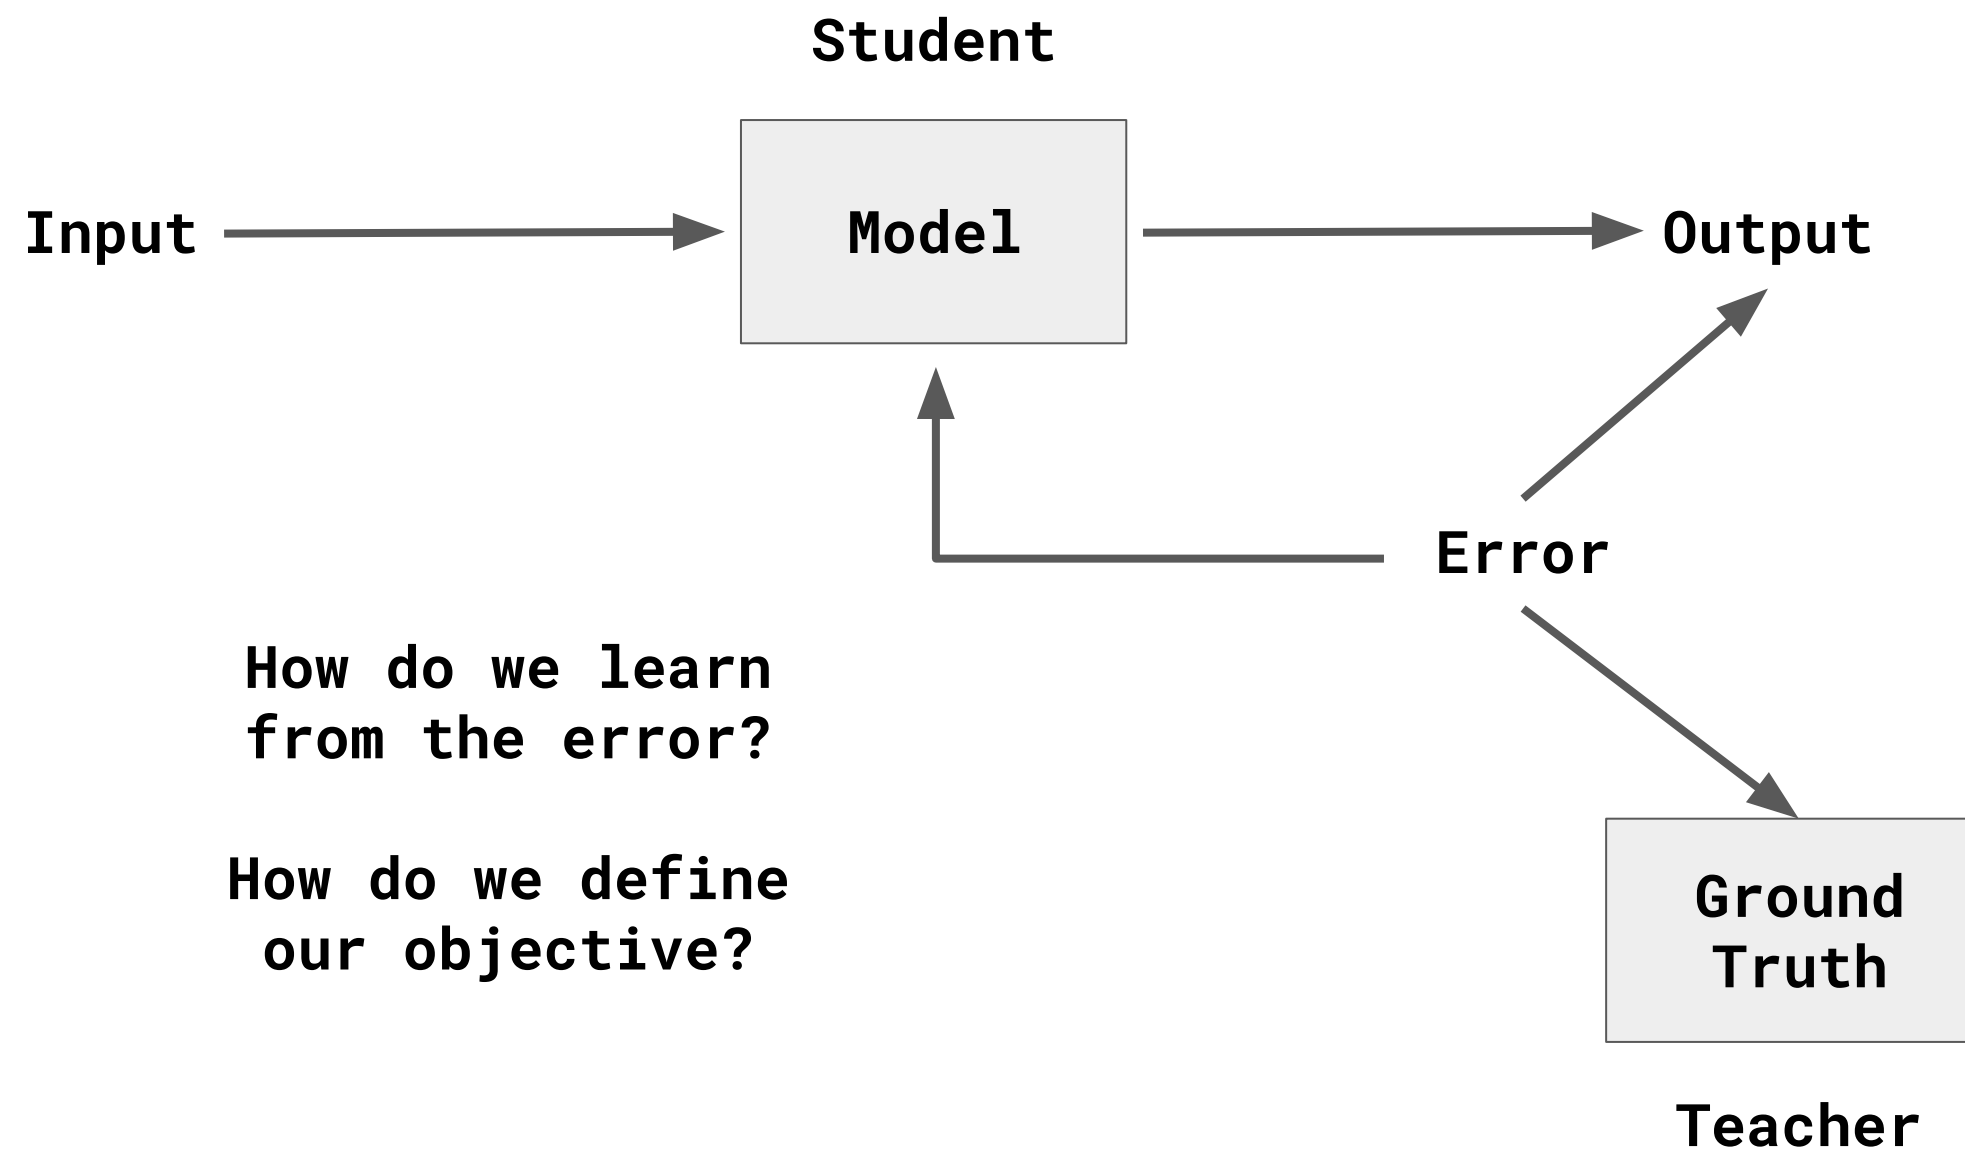 Student
Input
Model
Output
Error
How do we learn
from the error?
How do we define
our objective?
Ground
Truth
Teacher